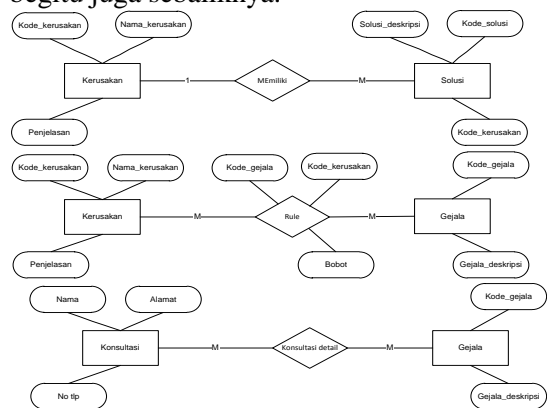 begitu juga sebaliknya.
Kode_kerusakan Nama_kerusakan Solusi_deskripsi Kode_solusi
Kerusakan 1 MEmiliki M Solusi
Penjelasan Kode_kerusakan
Kode_kerusakan Nama_kerusakan Kode_gejala Kode_kerusakan Kode_gejala
Kerusakan M Rule M Gejala
Penjelasan Bobot Gejala_deskripsi
Nama Alamat Kode_gejala
Konsultasi M Konsultasi detail M Gejala
No tlp Gejala_deskripsi